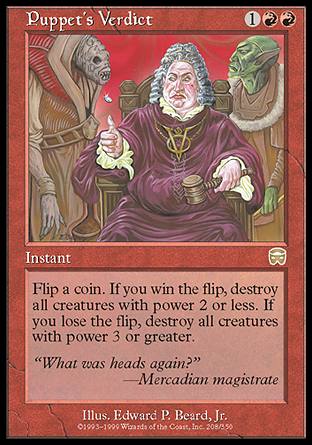 Puppet's Verdict 1
Instant
Flip a coin. If you win the flip, destroy
all creatures with power 2 or less. If
you lose the flip, destroy all creatures
with power 3 or greater.
“What was heads again?”
—Mercadian magistrate
Illus. Edward P. Beard, Jr.
©1993–1999 Wizards of the Coast, Inc. 208/350